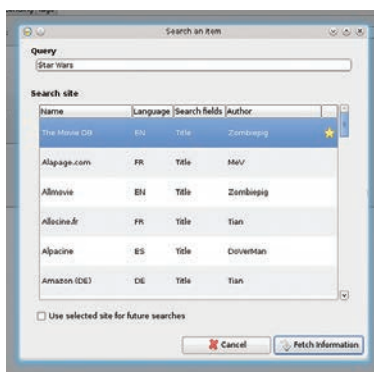 Search an item
Query
Star Wars
Search site
Name Language Search fields Author
The Movie DB EN Title Zombiepig
Alapage.com FR Title MeV
Allmovie EN Title Zombiepig
Allocine.fr FR Title Tian
Alpacine ES Title DoVerMan
Amazon (DE) DE Title Tian
Use selected site for future searches
Cancel Fetch Information